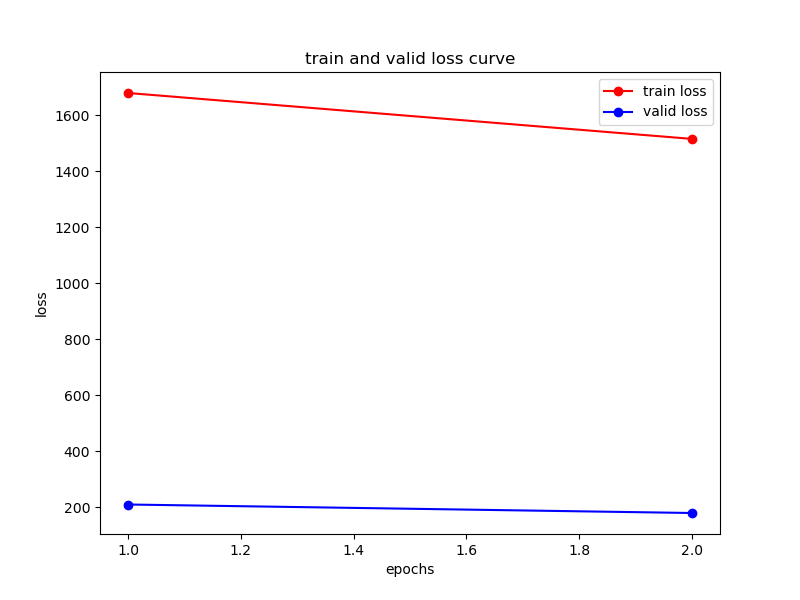 train and valid loss curve
train loss
valid loss
1600
1400
1200
1000
800
600
400
200
loss
1.0 1.2 1.4 1.6 1.8 2.0
epochs